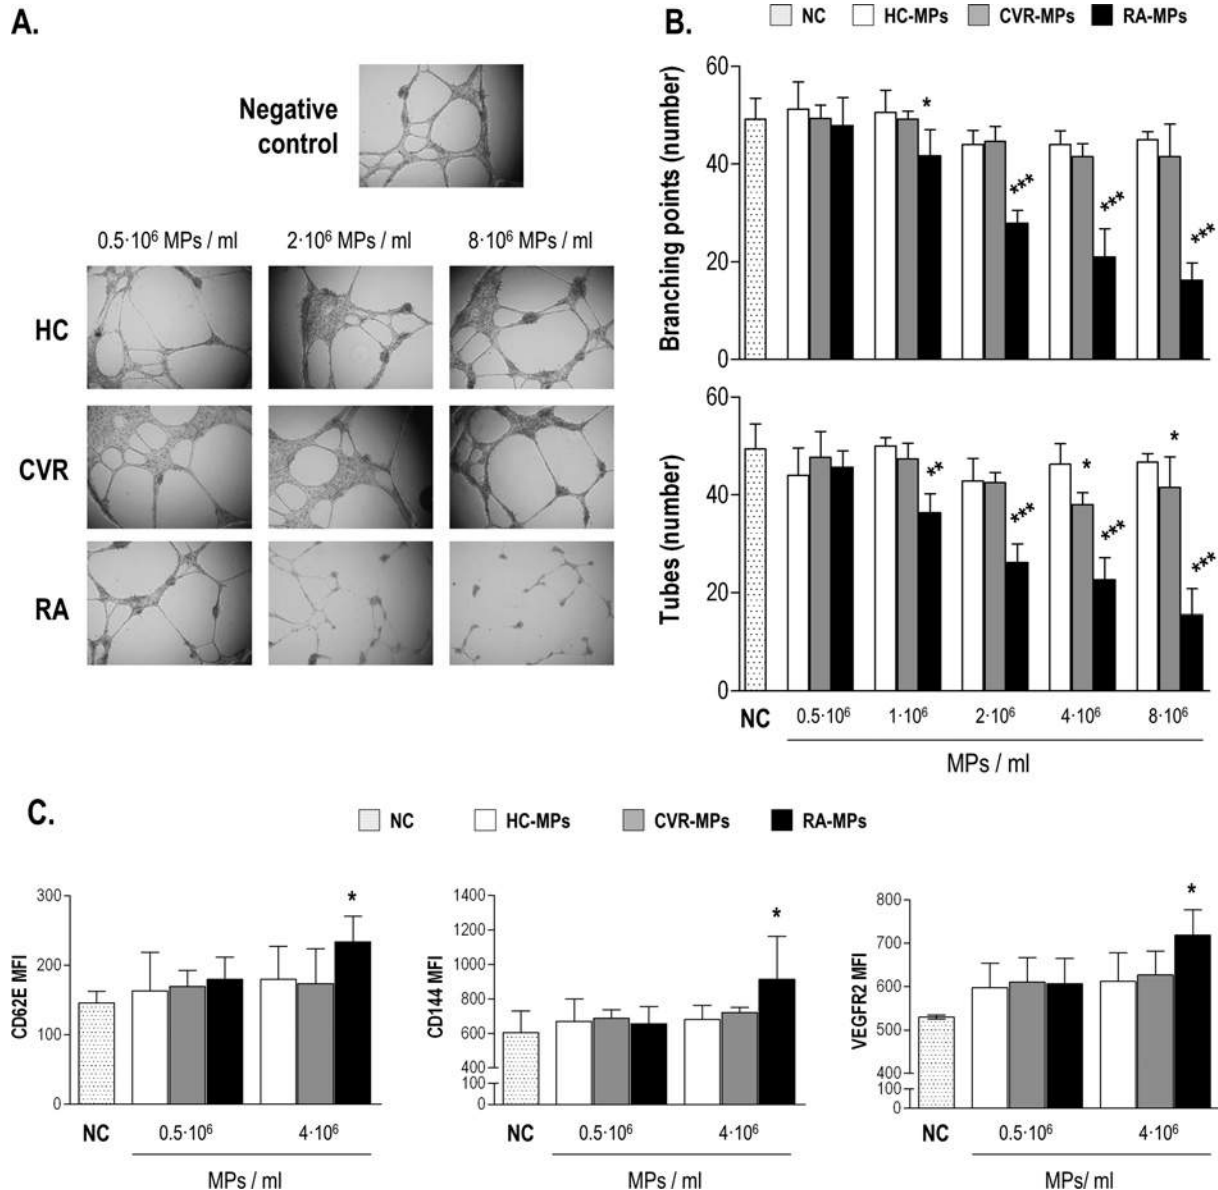 A.
Negative
control
0.5·10⁶ MPs / ml 2·10⁶ MPs / ml 8·10⁶ MPs / ml
HC
CVR
RA
B.
NC HC-MPs CVR-MPs RA-MPs
Branching points (number)
60
40
20
0
*
***
***
***
Tubes (number)
60
40
20
0
**
***
*
***
*
***
NC 0.5·10⁶ 1·10⁶ 2·10⁶ 4·10⁶ 8·10⁶
MPs / ml
C.
NC HC-MPs CVR-MPs RA-MPs
CD62E MFI
300
200
100
0
*
NC 0.5·10⁶ 4·10⁶
MPs / ml
CD144 MFI
1400
1200
1000
800
600
400
100
0
*
NC 0.5·10⁶ 4·10⁶
MPs / ml
VEGFR2 MFI
800
700
600
500
400
100
0
*
NC 0.5·10⁶ 4·10⁶
MPs/ ml